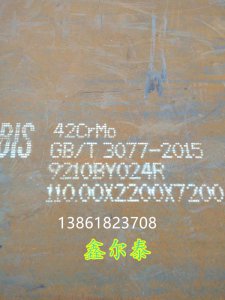 BIS 42CrMo
GB/T 3077-2015
9210BY024R
110.00X2200X7200
13861823708
鑫尔泰